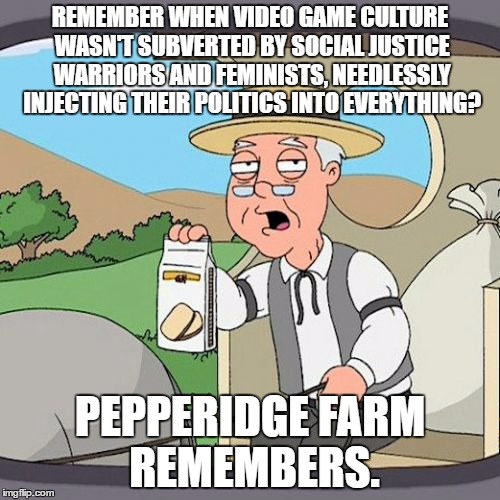 REMEMBER WHEN VIDEO GAME CULTURE
WASN'T SUBVERTED BY SOCIAL JUSTICE
WARRIORS AND FEMINISTS, NEEDLESSLY
INJECTING THEIR POLITICS INTO EVERYTHING?
PEPPERIDGE FARM
REMEMBERS.
imgflip.com